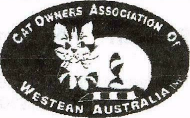 CAT OWNERS ASSOCIATION OF
WESTERN AUSTRALIA INC.